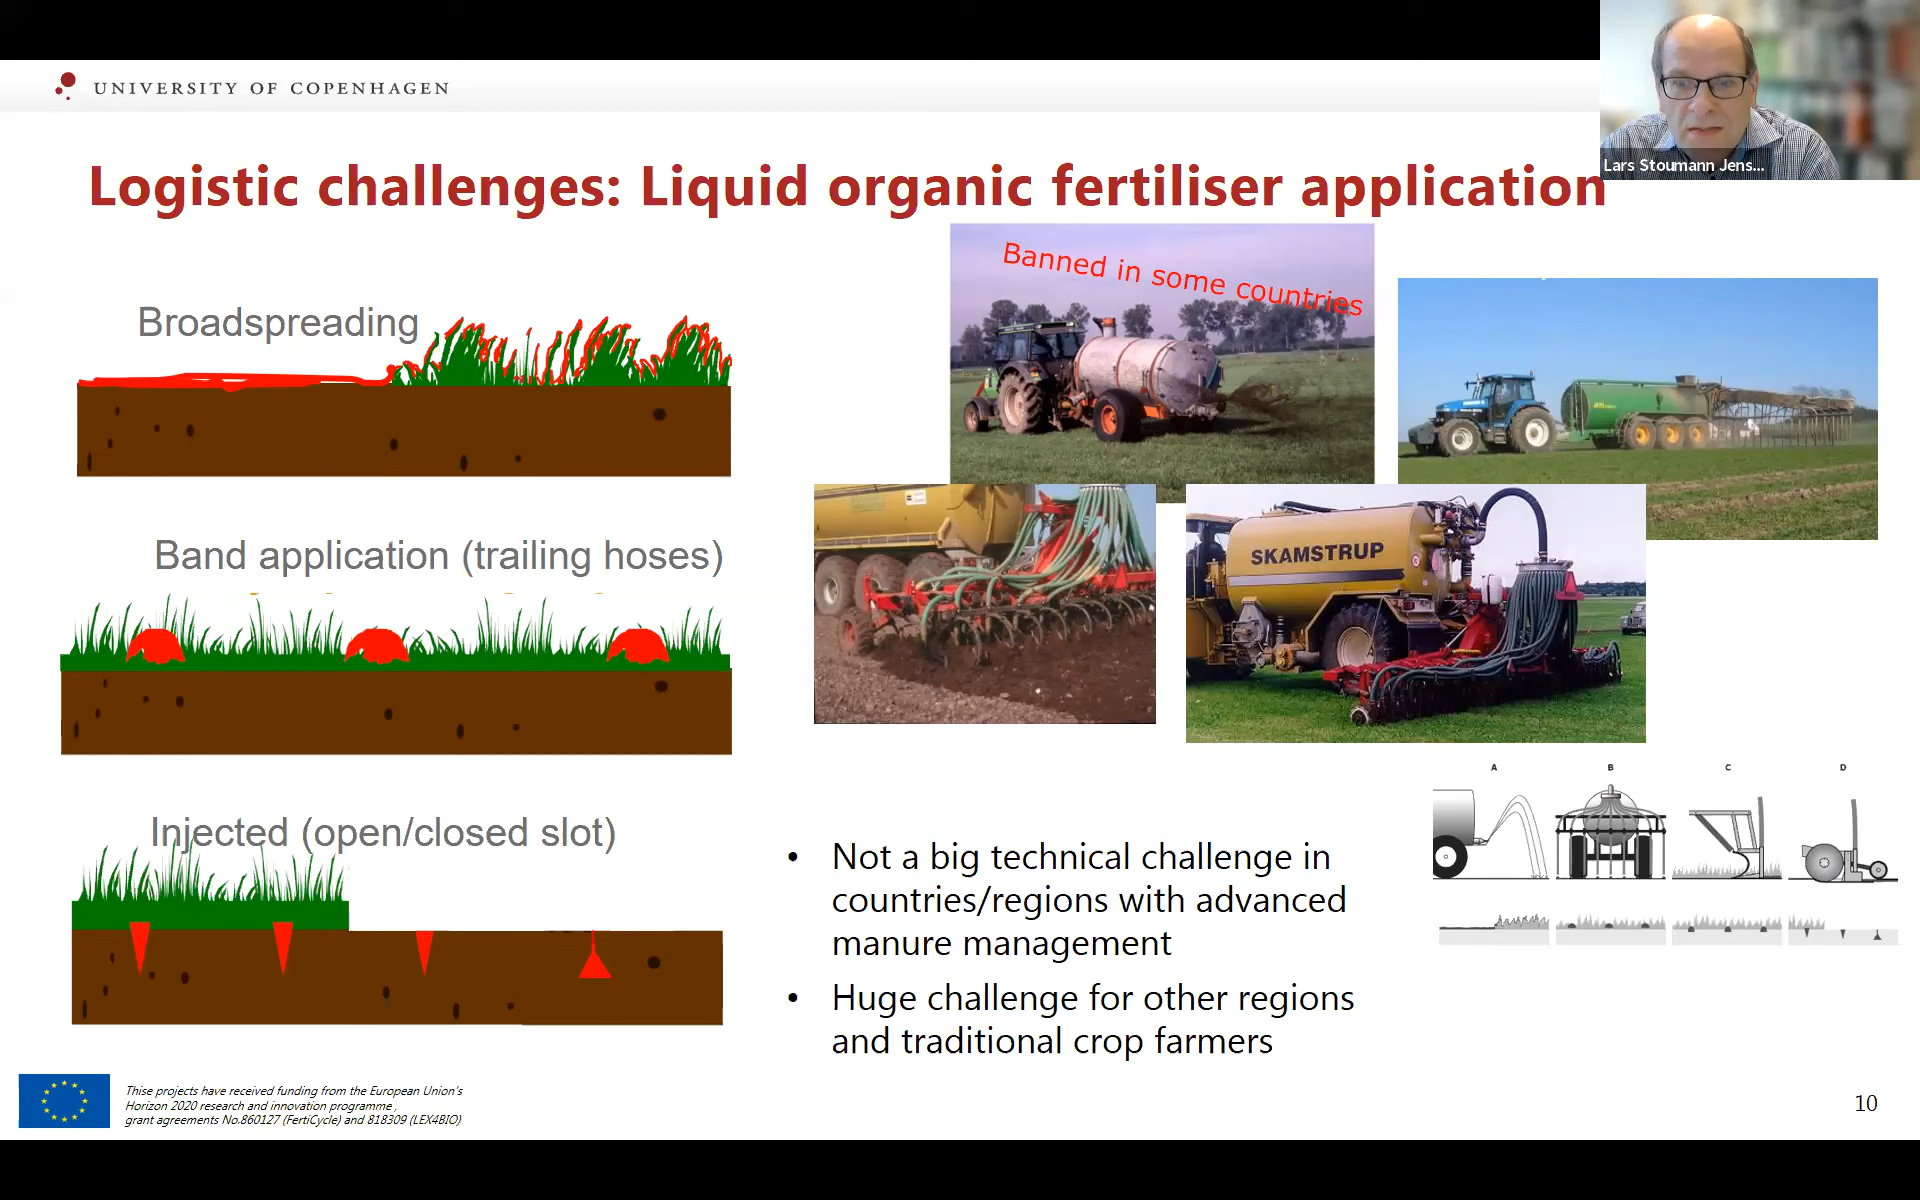 UNIVERSITY OF COPENHAGEN
Lars Stoumann Jens...
Logistic challenges: Liquid organic fertiliser application
Banned in some countries
Broadspreading
Band application (trailing hoses)
SKAMSTRUP
Injected (open/closed slot)
A B C D
• Not a big technical challenge in
countries/regions with advanced
manure management
• Huge challenge for other regions
and traditional crop farmers
Thise projects have received funding from the European Union's
Horizon 2020 research and innovation programme ,
grant agreements No.860127 (FertiCycle) and 818309 (LEX4BIO)
10